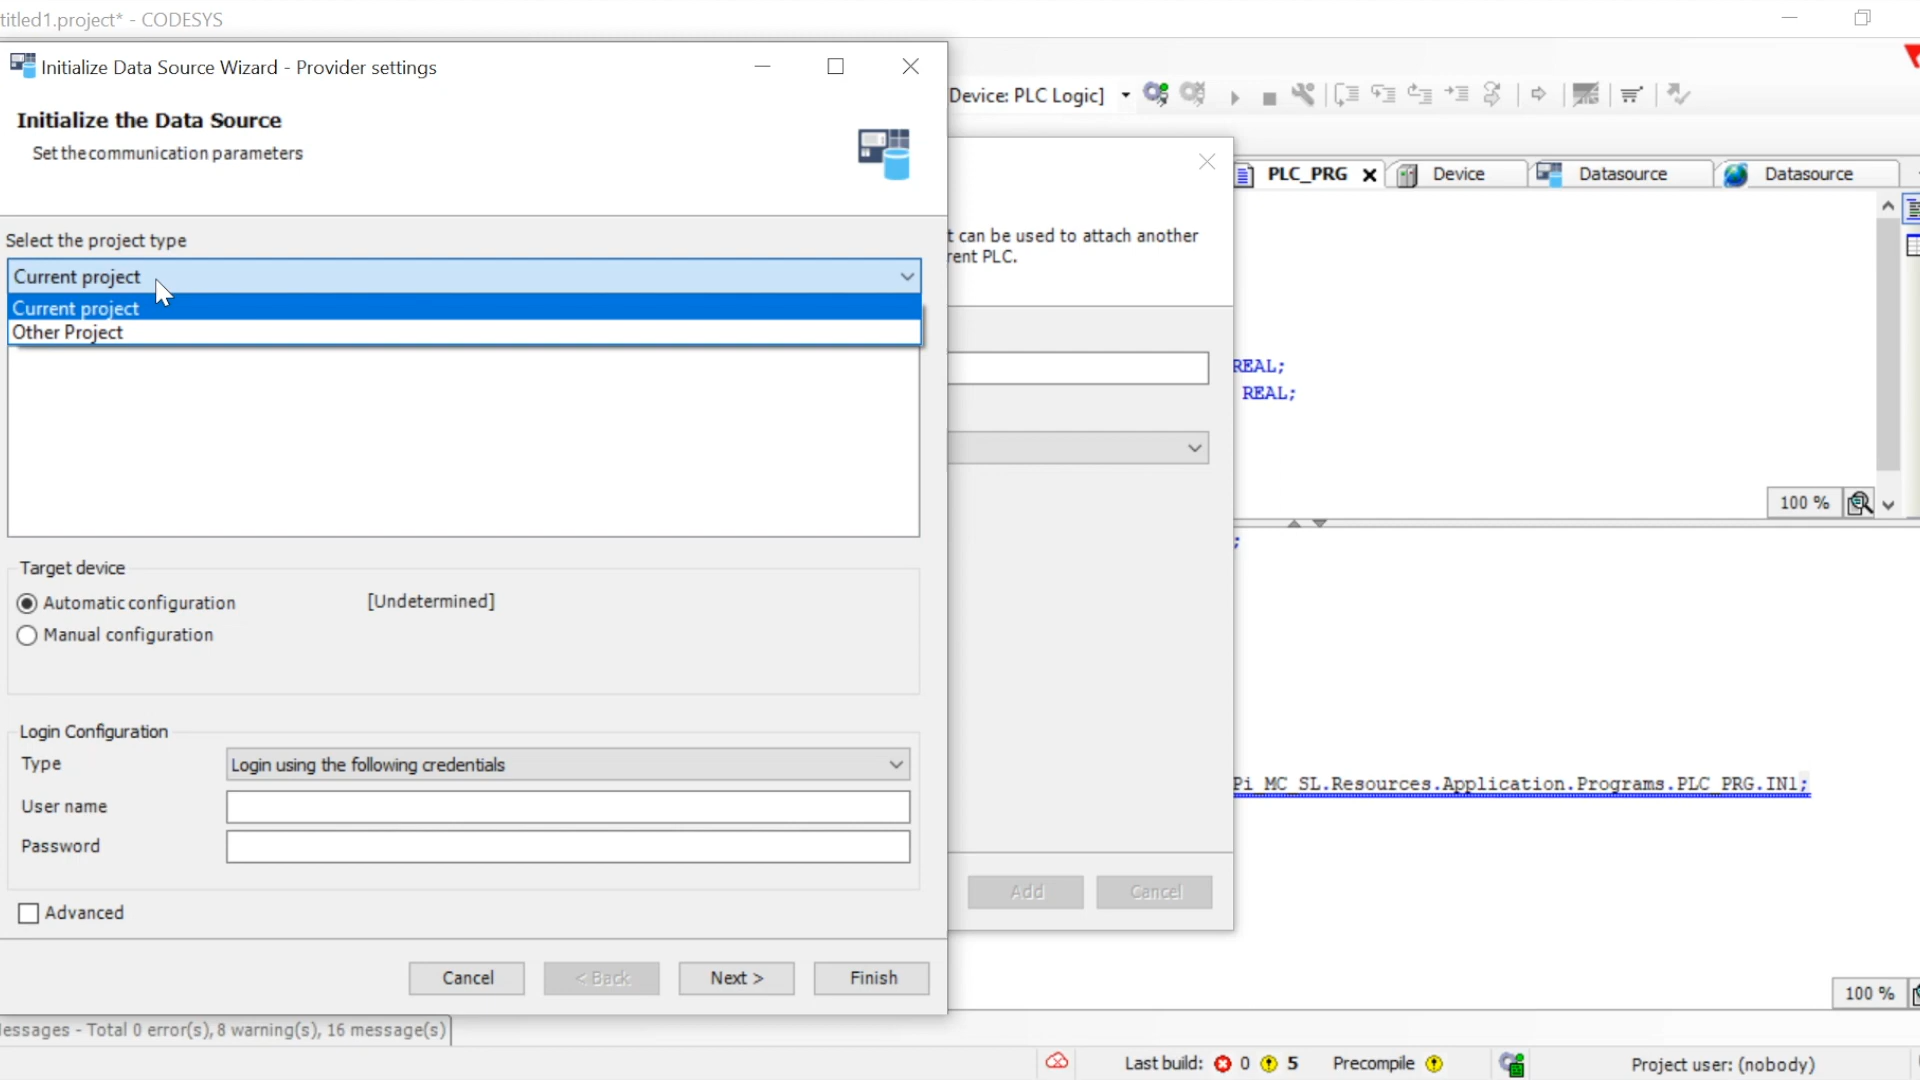 titled1.project* - CODESYS
Initialize Data Source Wizard - Provider settings
Initialize the Data Source
Set the communication parameters
Select the project type
Current project
Current project
Other Project
Target device
Automatic configuration
[Undetermined]
Manual configuration
Login Configuration
Type
Login using the following credentials
User name
Password
Advanced
Cancel
< Back
Next >
Finish
Device: PLC Logic]
t can be used to attach another
rent PLC.
Add
Cancel
PLC_PRG
Device
Datasource
Datasource
REAL;
REAL;
100 %
;
Pi_MC_SL.Resources.Application.Programs.PLC_PRG.IN1;
100 %
essages - Total 0 error(s), 8 warning(s), 16 message(s)
Last build: 0 5 Precompile
Project user: (nobody)